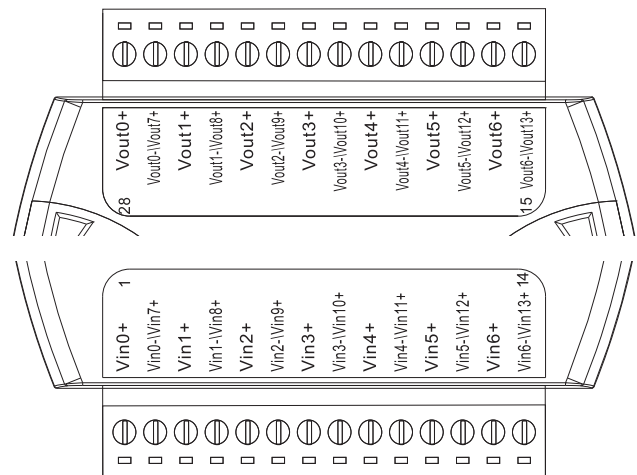 Vout0+
Vout0-\Vout7+
Vout1+
Vout1-\Vout8+
Vout2+
Vout2-\Vout9+
Vout3+
Vout3-\Vout10+
Vout4+
Vout4-\Vout11+
Vout5+
Vout5-\Vout12+
Vout6+
Vout6-\Vout13+
28
15
1
14
Vin0+
Vin0-\Vin7+
Vin1+
Vin1-\Vin8+
Vin2+
Vin2-\Vin9+
Vin3+
Vin3-\Vin10+
Vin4+
Vin4-\Vin11+
Vin5+
Vin5-\Vin12+
Vin6+
Vin6-\Vin13+